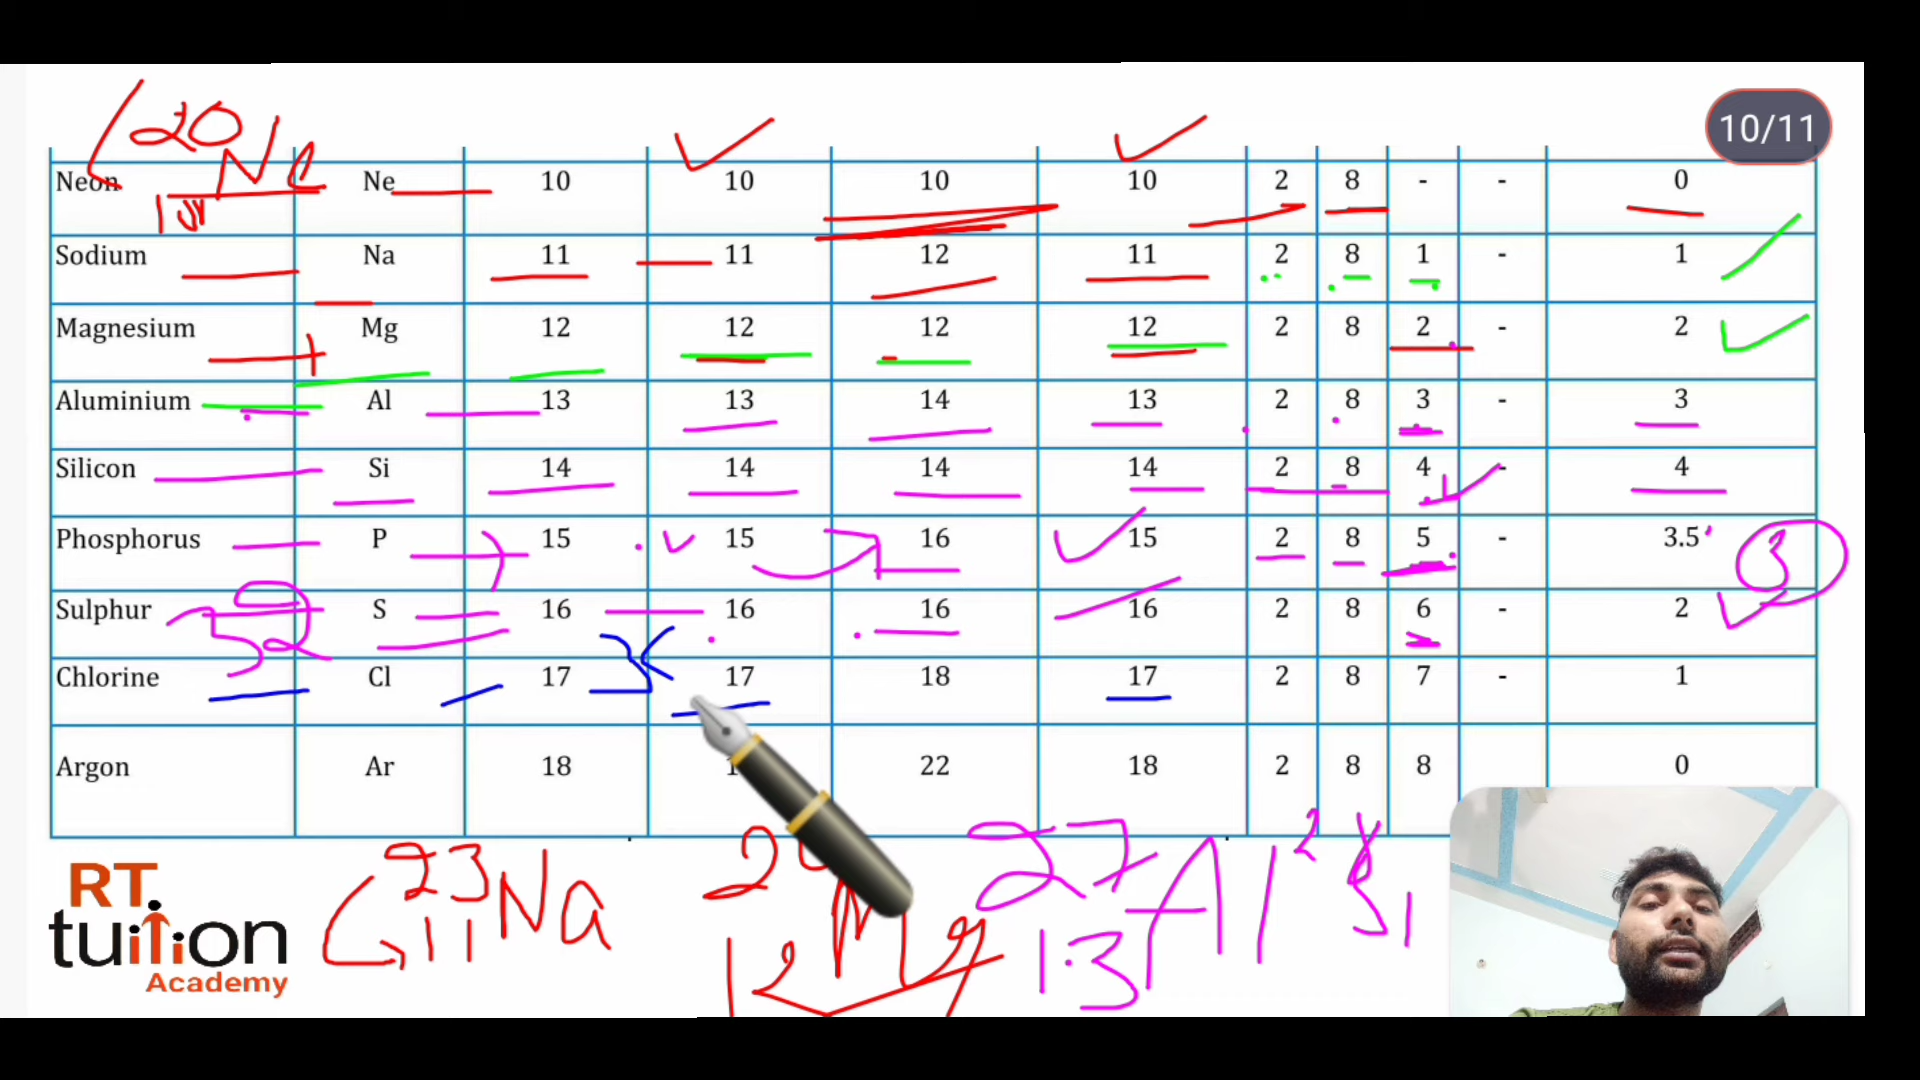 10/11
20 Ne
Neon Ne 10 10 10 10 2 8 - - 0
Sodium Na 11 11 12 11 2 8 1 - 1
Magnesium Mg 12 12 12 12 2 8 2 - 2
Aluminium Al 13 13 14 13 2 8 3 - 3
Silicon Si 14 14 14 14 2 8 4 - 4
Phosphorus P 15 15 16 15 2 8 5 - 3.5 3
Sulphur S 16 16 16 16 2 8 6 - 2
32
Chlorine Cl 17 17 18 17 2 8 7 - 1
Argon Ar 18 22 18 2 8 8 0
23 27
Na Mg Al Si
11 12 13
RT
tuition
Academy